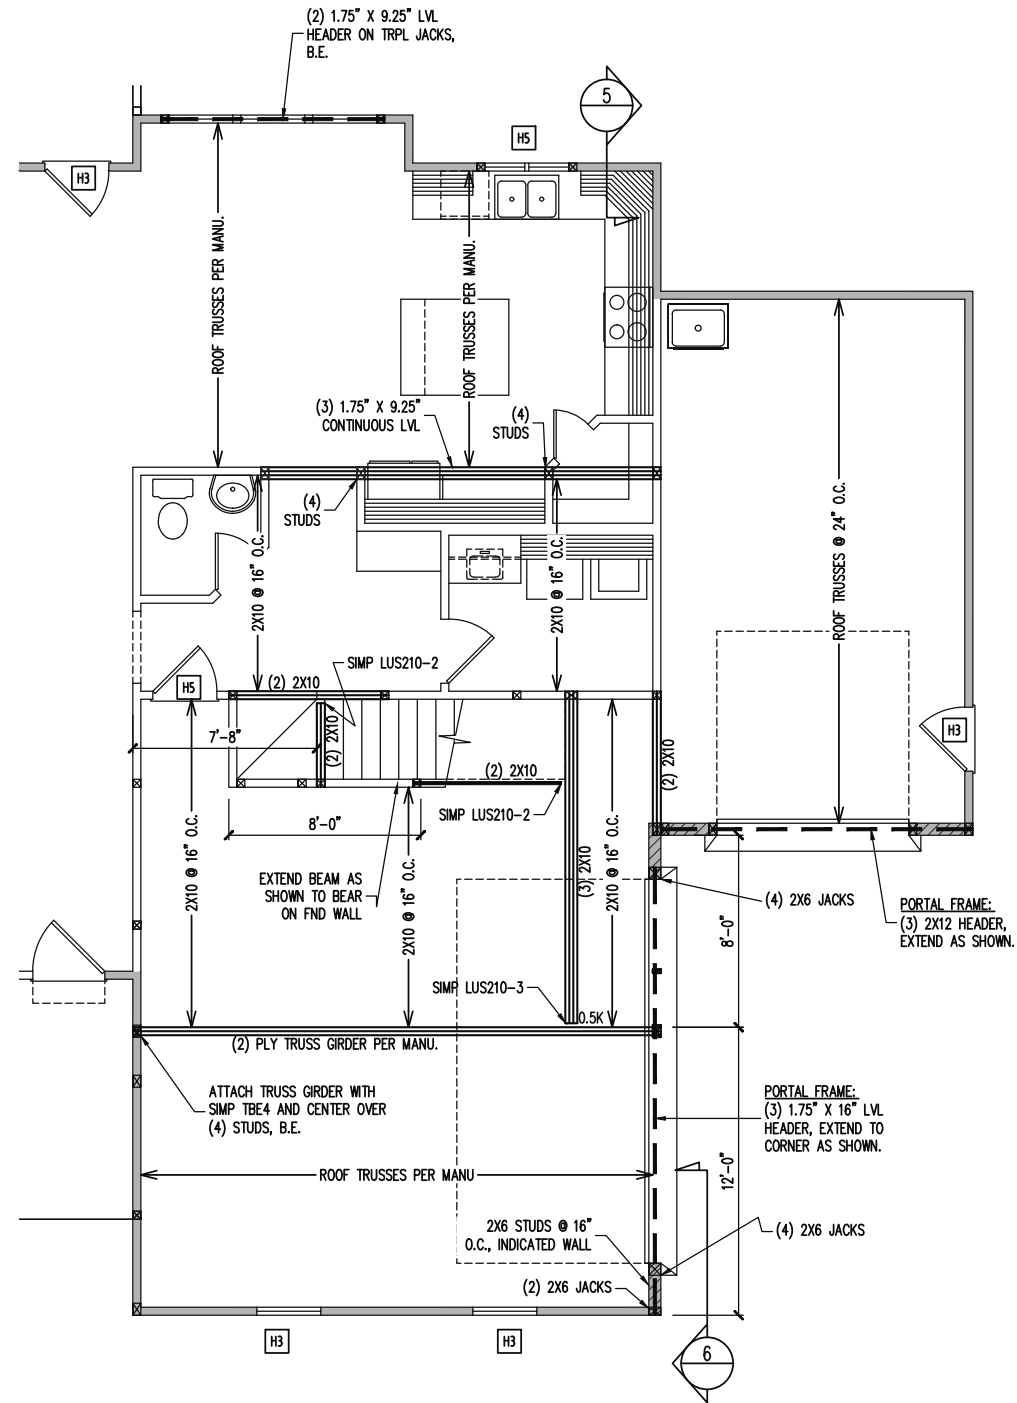 (2) 1.75" X 9.25" LVL
HEADER ON TRPL JACKS,
B.E.
5
H5
H3
ROOF TRUSSES PER MANU.
ROOF TRUSSES PER MANU.
(3) 1.75" X 9.25"
CONTINUOUS LVL
(4)
STUDS
(4)
STUDS
ROOF TRUSSES @ 24" O.C.
2X10 @ 16" O.C.
2X10 @ 16" O.C.
SIMP LUS210-2
H5
(2) 2X10
7'-8"
(2) 2X10
H3
(2) 2X10
(2) 2X10
SIMP LUS210-2
8'-0"
2X10 @ 16" O.C.
(3) 2X10
2X10 @ 16" O.C.
EXTEND BEAM AS
SHOWN TO BEAR
ON FND WALL
2X10 @ 16" O.C.
(4) 2X6 JACKS
PORTAL FRAME:
(3) 2X12 HEADER,
EXTEND AS SHOWN.
8'-0"
SIMP LUS210-3
0.5K
(2) PLY TRUSS GIRDER PER MANU.
ATTACH TRUSS GIRDER WITH
SIMP TBE4 AND CENTER OVER
(4) STUDS, B.E.
PORTAL FRAME:
(3) 1.75" X 16" LVL
HEADER, EXTEND TO
CORNER AS SHOWN.
ROOF TRUSSES PER MANU
12'-0"
2X6 STUDS @ 16"
O.C., INDICATED WALL
(4) 2X6 JACKS
(2) 2X6 JACKS
H3
H3
6